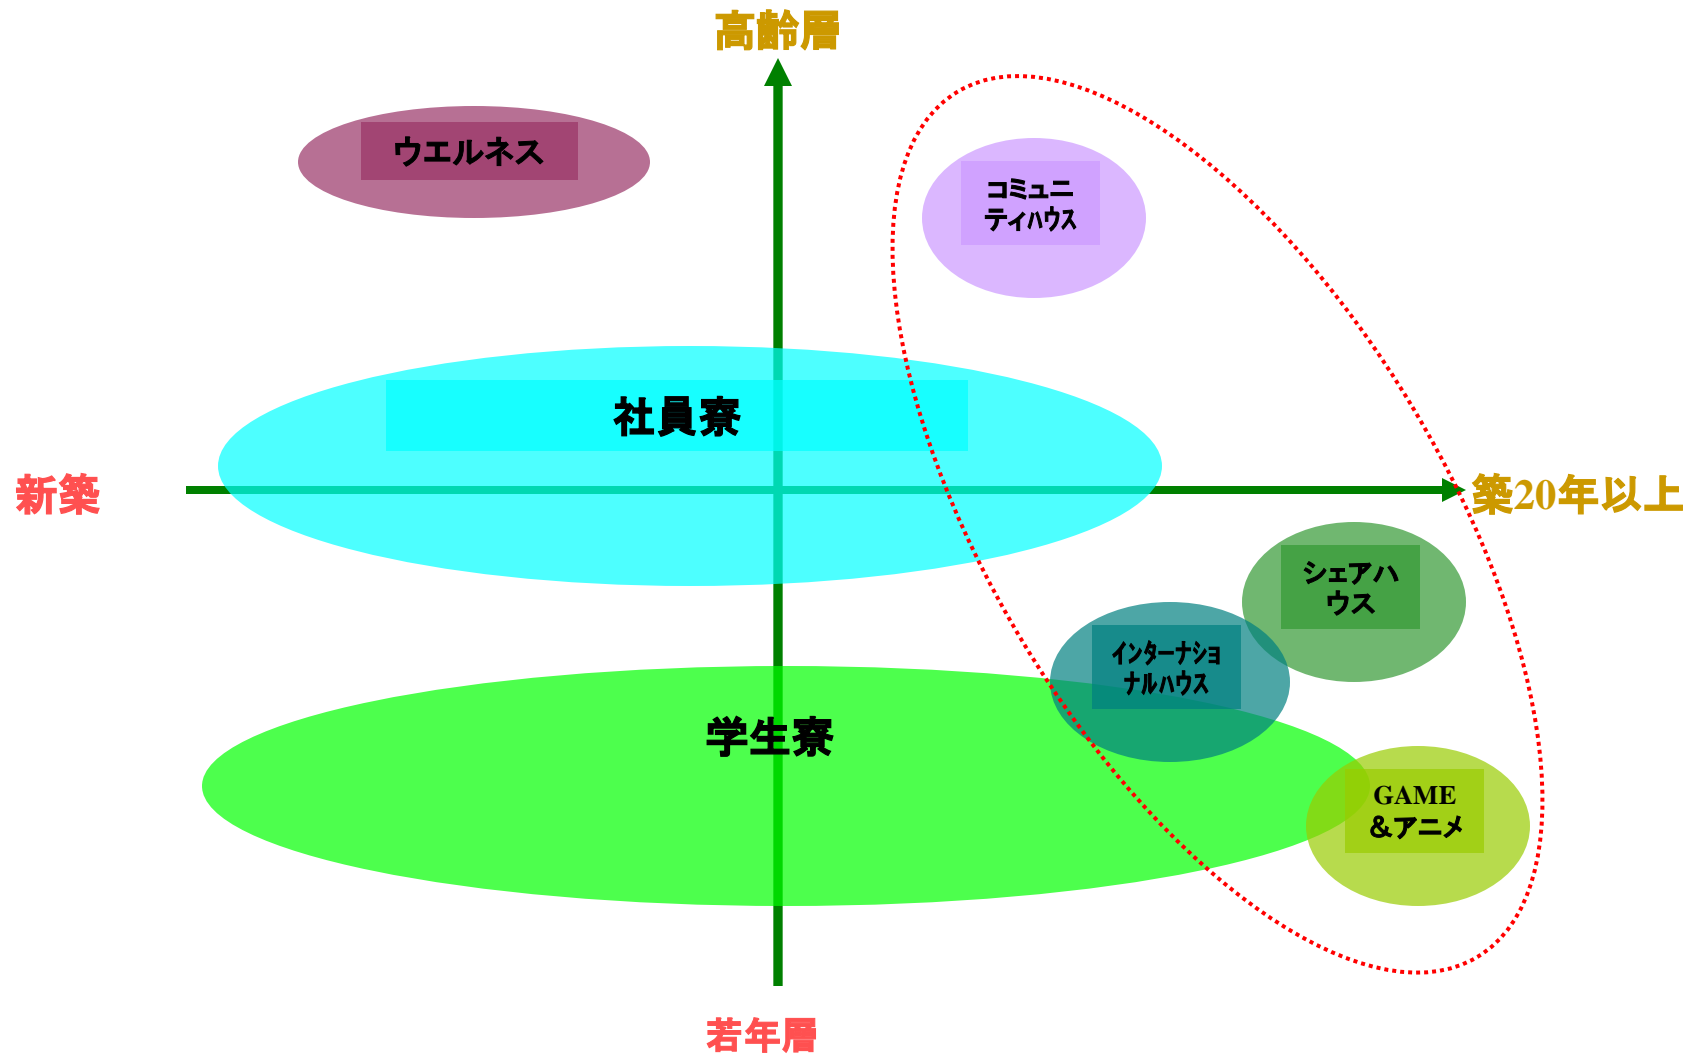 高齢層
ウエルネス
コミュニ
ティハウス
社員寮
新築
築20年以上
シェアハ
ウス
インターナショ
ナルハウス
学生寮
GAME
＆アニメ
若年層